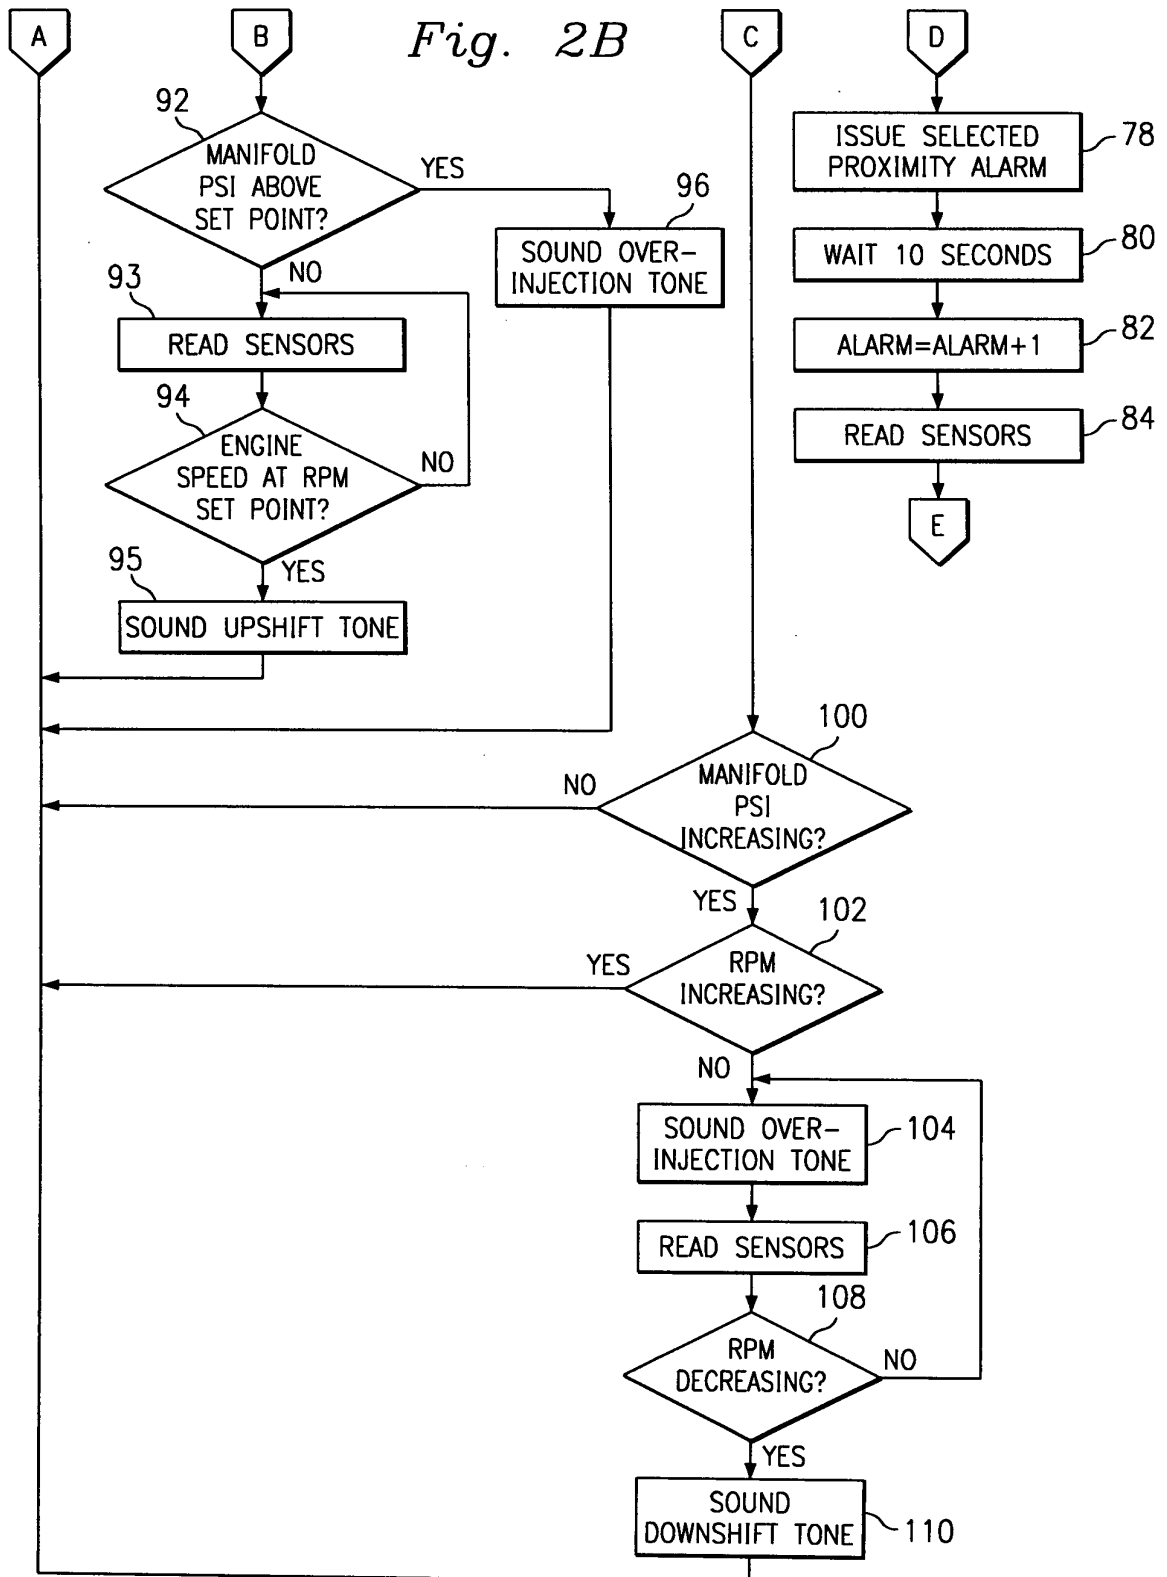 A
B
Fig. 2B
C
D
92
MANIFOLD
PSI ABOVE
SET POINT?
YES
NO
96
SOUND OVER-
INJECTION TONE
93
READ SENSORS
94
ENGINE
SPEED AT RPM
SET POINT?
NO
YES
95
SOUND UPSHIFT TONE
ISSUE SELECTED
PROXIMITY ALARM
78
WAIT 10 SECONDS
80
ALARM=ALARM+1
82
READ SENSORS
84
E
100
MANIFOLD
PSI
INCREASING?
NO
YES
102
RPM
INCREASING?
YES
NO
SOUND OVER-
INJECTION TONE
104
READ SENSORS
106
108
RPM
DECREASING?
NO
YES
SOUND
DOWNSHIFT TONE
110